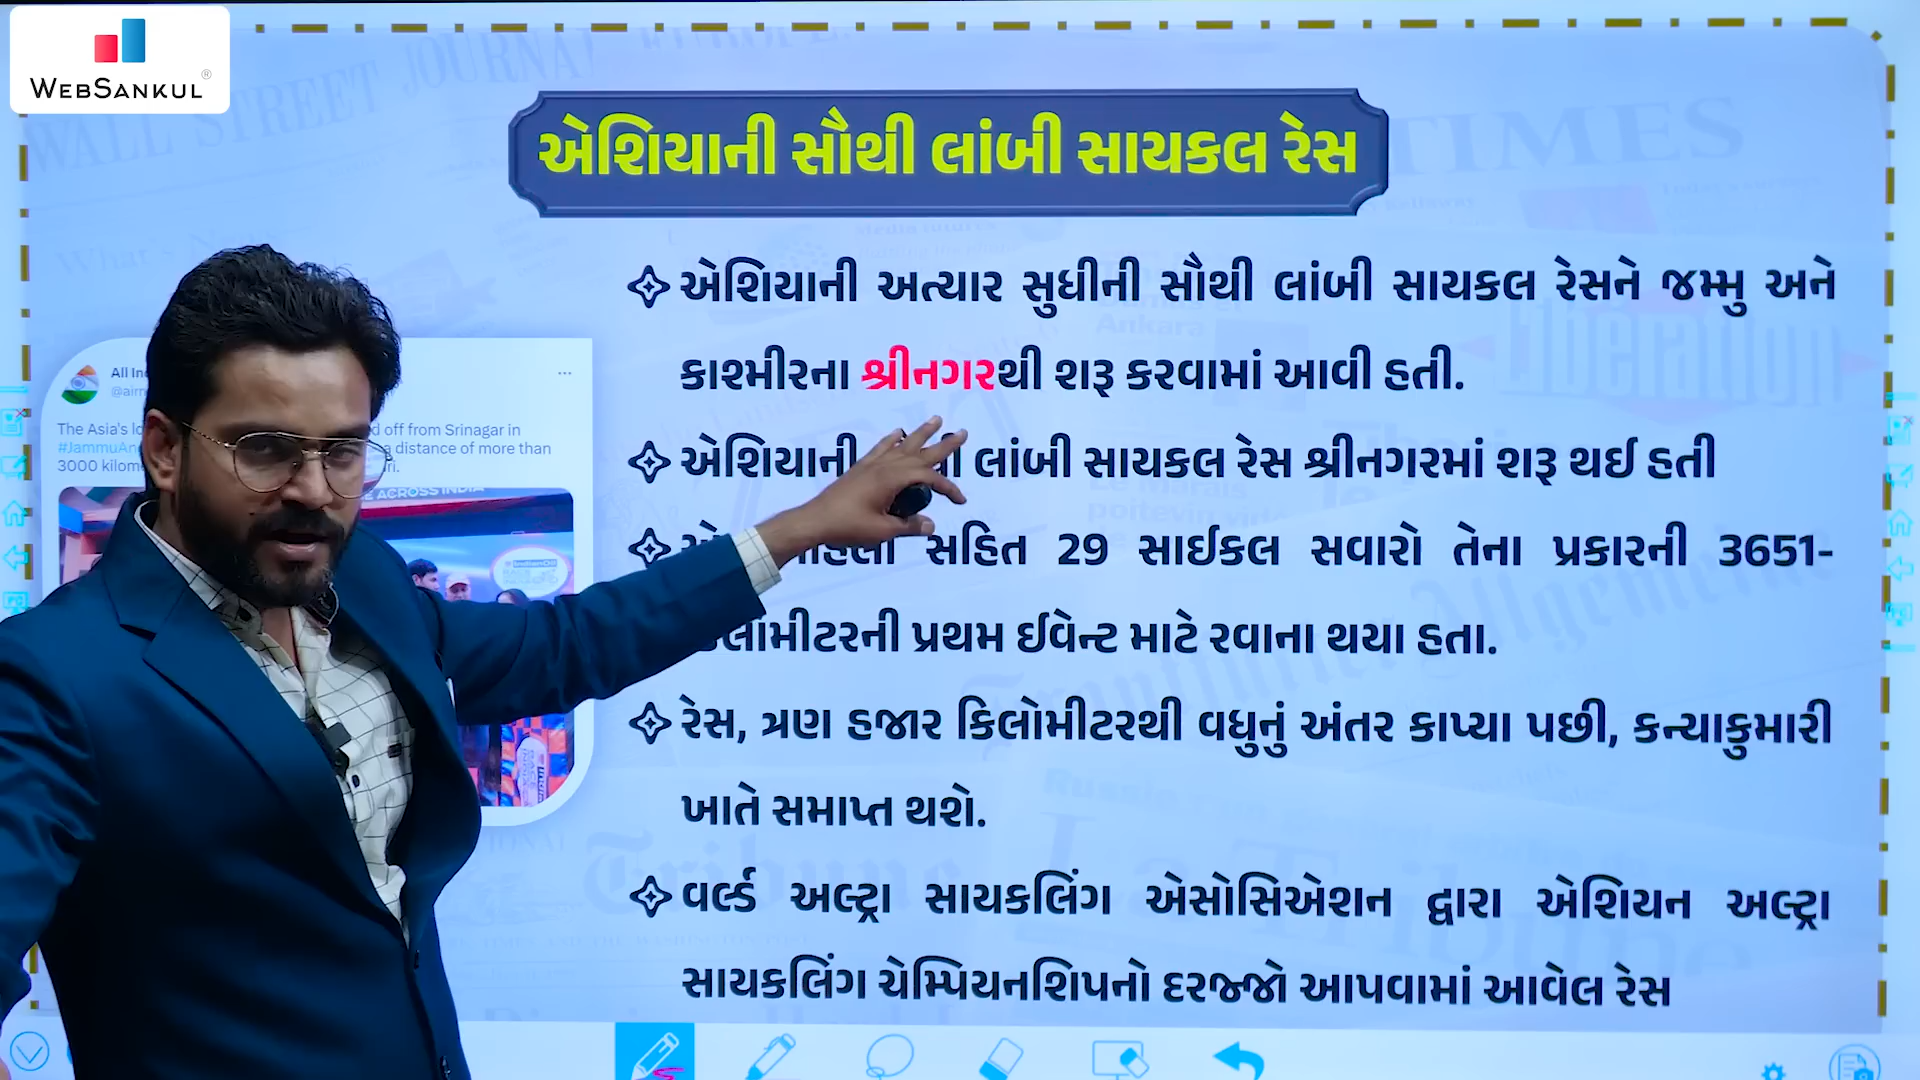 WEBSANKUL
એશિયાની સૌથી લાંબી સાયકલ રેસ
એશિયાની અત્યાર સુધીની સૌથી લાંબી સાયકલ રેસને જમ્મુ અને
કાશ્મીરના શ્રીનગરથી શરૂ કરવામાં આવી હતી.
એશિયાની લાંબી સાયકલ રેસ શ્રીનગરમાં શરૂ થઈ હતી
સહિત 29 સાઈકલ સવારો તેના પ્રકારની 3651-
પ્રથમ ઈવેન્ટ માટે રવાના થયા હતા.
રેસ, ત્રણ હજાર કિલોમીટરથી વધુનું અંતર કાપ્યા પછી, કન્યાકુમારી
ખાતે સમાપ્ત થશે.
વર્લ્ડ અલ્ટ્રા સાયકલિંગ એસોસિએશન દ્વારા એશિયન અલ્ટ્રા
સાયકલિંગ ચેમ્પિયનશિપનો દરજ્જો આપવામાં આવેલ રેસ
All
The Asia's off from Srinagar in
a distance of more than
3000
ACROSS INDIA